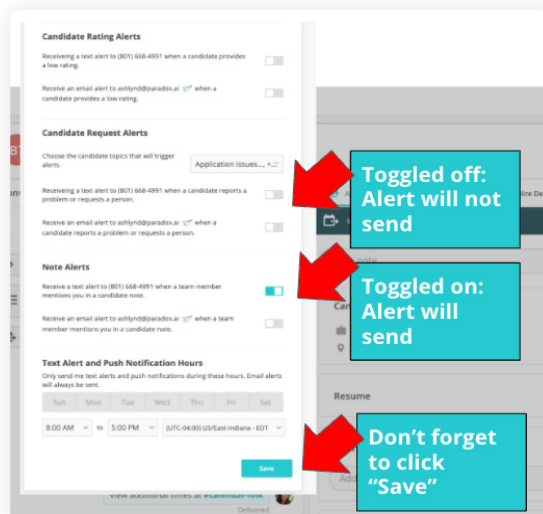 Candidate Rating Alerts
Receiveing a text alert to (801) 668-4991 when a candidate provides
a low rating.
Receive an email alert to ashlynd@paradox.ai when a
candidate provides a low rating.
Candidate Request Alerts
Choose the candidate topics that will trigger
alerts.
Application Issues..., +...
Receiving a text alert to (801) 668-4991 when a candidate reports a
problem or requests a person.
Receive an email alert to ashlynd@paradox.ai when a
candidate reports a problem or requests a person.
Toggled off:
Alert will not
send
Note Alerts
Receive a text alert to (801) 668-4991 when a team member
mentions you in a candidate note.
Receive an email alert to ashlynd@paradox.ai when a team
member mentions you in a candidate note.
Toggled on:
Alert will
send
Text Alert and Push Notification Hours
Only send me text alerts and push notifications during these hours. Email alerts
will always be sent.
Sun Mon Tue Wed Thu Fri Sat
8:00 AM to 5:00 PM (UTC-04:00) US/East-Indiana - EDT
Resume
Save
Don't forget
to click
“Save”
View additional times at #calendar-link
Delivered